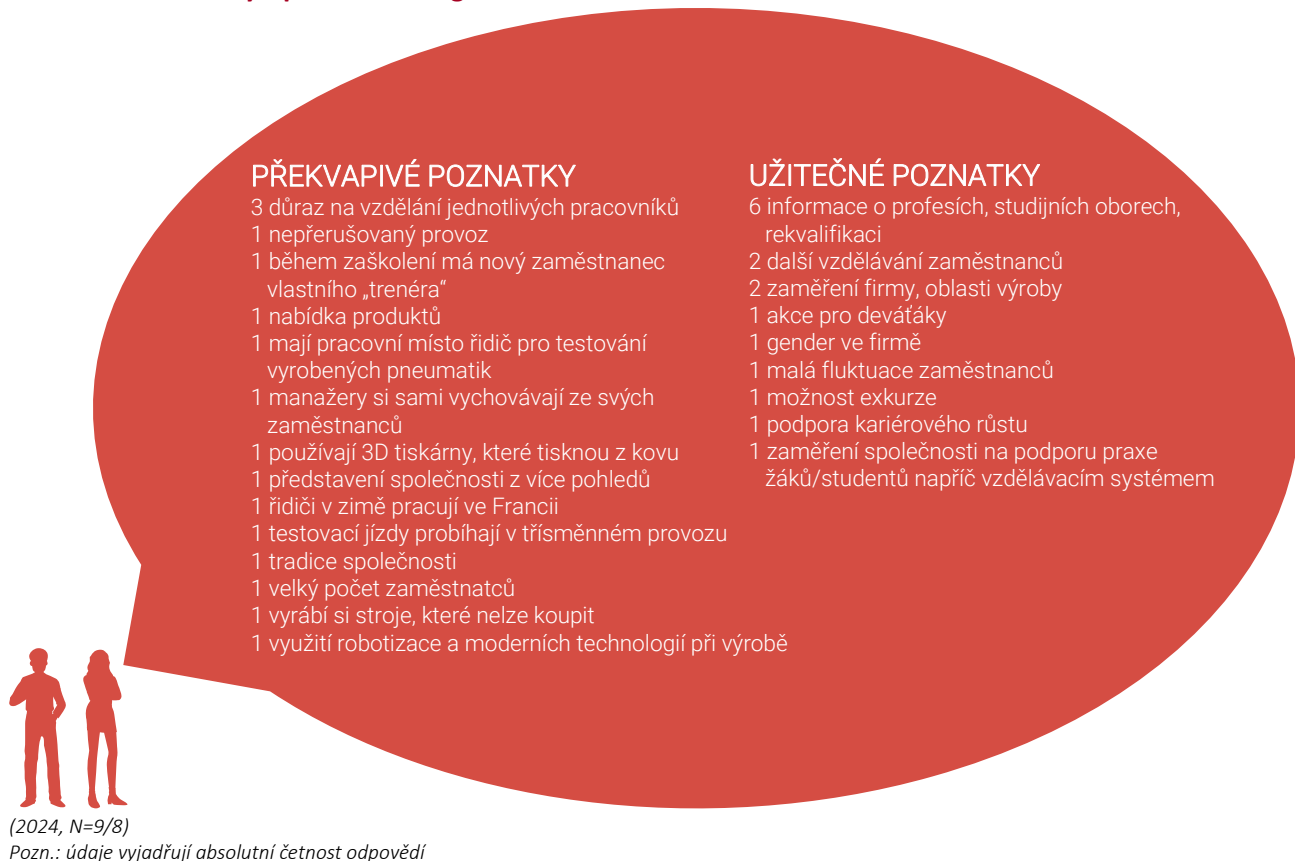 PŘEKVAPIVÉ POZNATKY
3 důraz na vzdělání jednotlivých pracovníků
1 nepřerušovaný provoz
1 během zaškolení má nový zaměstnanec
vlastního „trenéra“
1 nabídka produktů
1 mají pracovní místo řidič pro testování
vyrobených pneumatik
1 manažery si sami vychovávají ze svých
zaměstnanců
1 používají 3D tiskárny, které tisknou z kovu
1 představení společnosti z více pohledů
1 řidiči v zimě pracují ve Francii
1 testovací jízdy probíhají v třísměnném provozu
1 tradice společnosti
1 velký počet zaměstnatců
1 vyrábí si stroje, které nelze koupit
1 využití robotizace a moderních technologií při výrobě
UŽITEČNÉ POZNATKY
6 informace o profesích, studijních oborech,
rekvalifikaci
2 další vzdělávání zaměstnanců
2 zaměření firmy, oblasti výroby
1 akce pro deváťáky
1 gender ve firmě
1 malá fluktuace zaměstnanců
1 možnost exkurze
1 podpora kariérového růstu
1 zaměření společnosti na podporu praxe
žáků/studentů napříč vzdělávacím systémem
(2024, N=9/8)
Pozn.: údaje vyjadřují absolutní četnost odpovědí